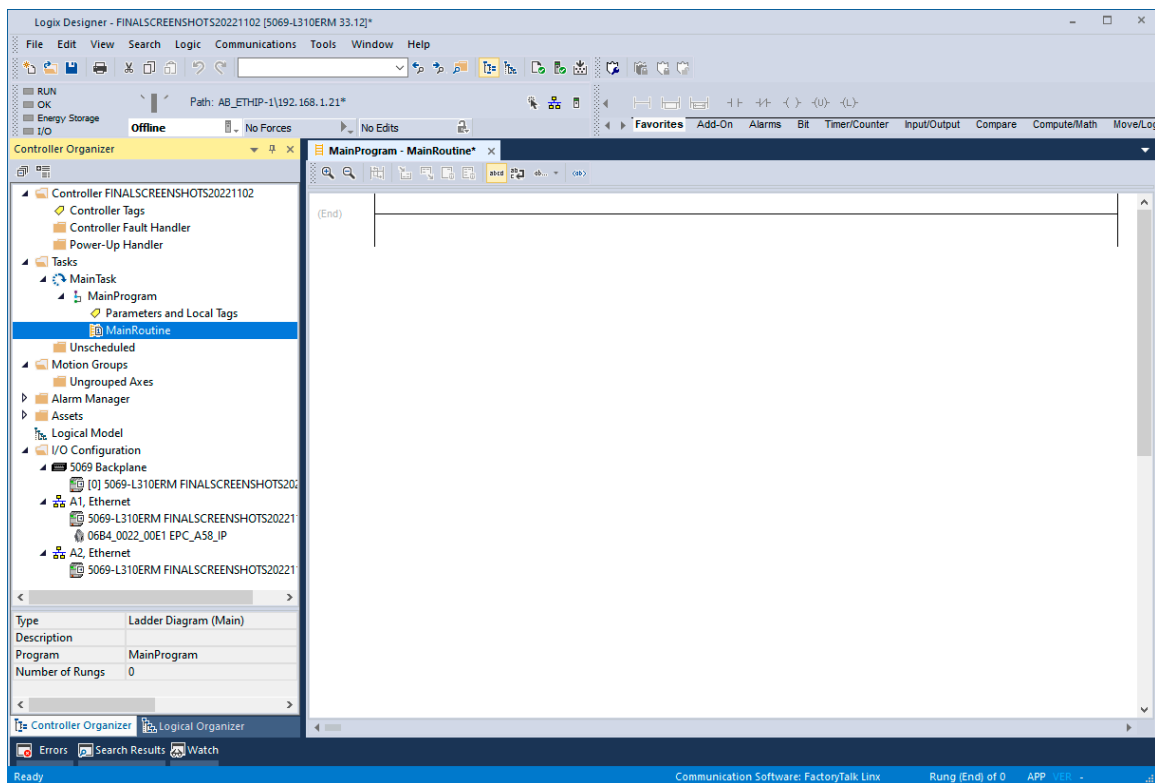 Logix Designer - FINALSCREENSHOTS20221102 [5069-L310ERM 33.12]*
File Edit View Search Logic Communications Tools Window Help
RUN
OK
Energy Storage
I/O
Path: AB_ETHIP-1\192.168.1.21*
Offline No Forces No Edits
Favorites Add-On Alarms Bit Timer/Counter Input/Output Compare Compute/Math Move/Log
Controller Organizer
Controller FINALSCREENSHOTS20221102
Controller Tags
Controller Fault Handler
Power-Up Handler
Tasks
MainTask
MainProgram
Parameters and Local Tags
MainRoutine
Unscheduled
Motion Groups
Ungrouped Axes
Alarm Manager
Assets
Logical Model
I/O Configuration
5069 Backplane
[0] 5069-L310ERM FINALSCREENSHOTS202
A1, Ethernet
5069-L310ERM FINALSCREENSHOTS20221
06B4_0022_00E1 EPC_A58_IP
A2, Ethernet
5069-L310ERM FINALSCREENSHOTS20221
Type Ladder Diagram (Main)
Description
Program MainProgram
Number of Rungs 0
Controller Organizer Logical Organizer
MainProgram - MainRoutine*
(End)
Errors Search Results Watch
Ready Communication Software: FactoryTalk Linx Rung (End) of 0 APP VER -